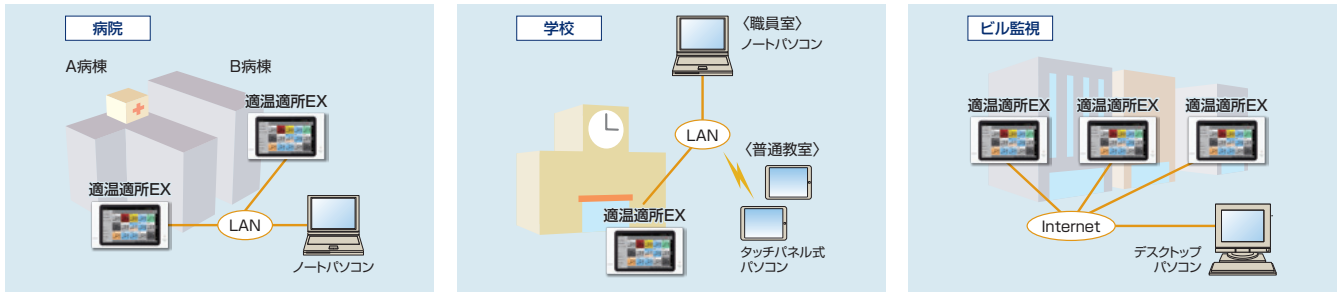 病院
A病棟
B病棟
適温適所EX
適温適所EX
LAN
ノートパソコン
学校
〈職員室〉
ノートパソコン
LAN
〈普通教室〉
適温適所EX
タッチパネル式
パソコン
ビル監視
適温適所EX
適温適所EX
適温適所EX
Internet
デスクトップ
パソコン